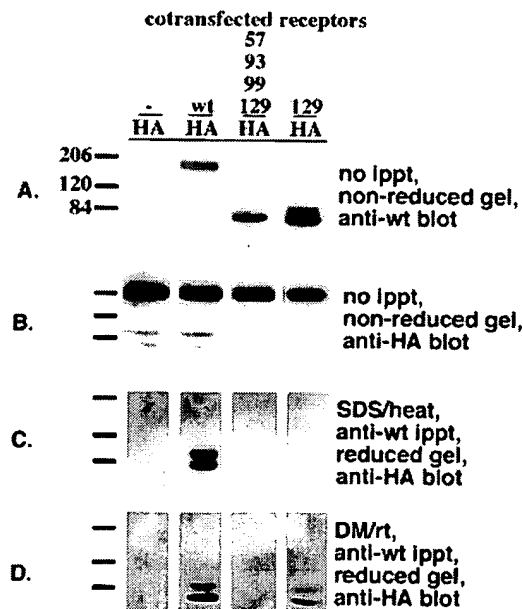 cotransfected receptors
57
93
99
- wt 129 129
HA HA HA HA
206
120
84
A.
no ippt,
non-reduced gel,
anti-wt blot
B.
no ippt,
non-reduced gel,
anti-HA blot
C.
SDS/heat,
anti-wt ippt,
reduced gel,
anti-HA blot
D.
DM/rt,
anti-wt ippt,
reduced gel,
anti-HA blot